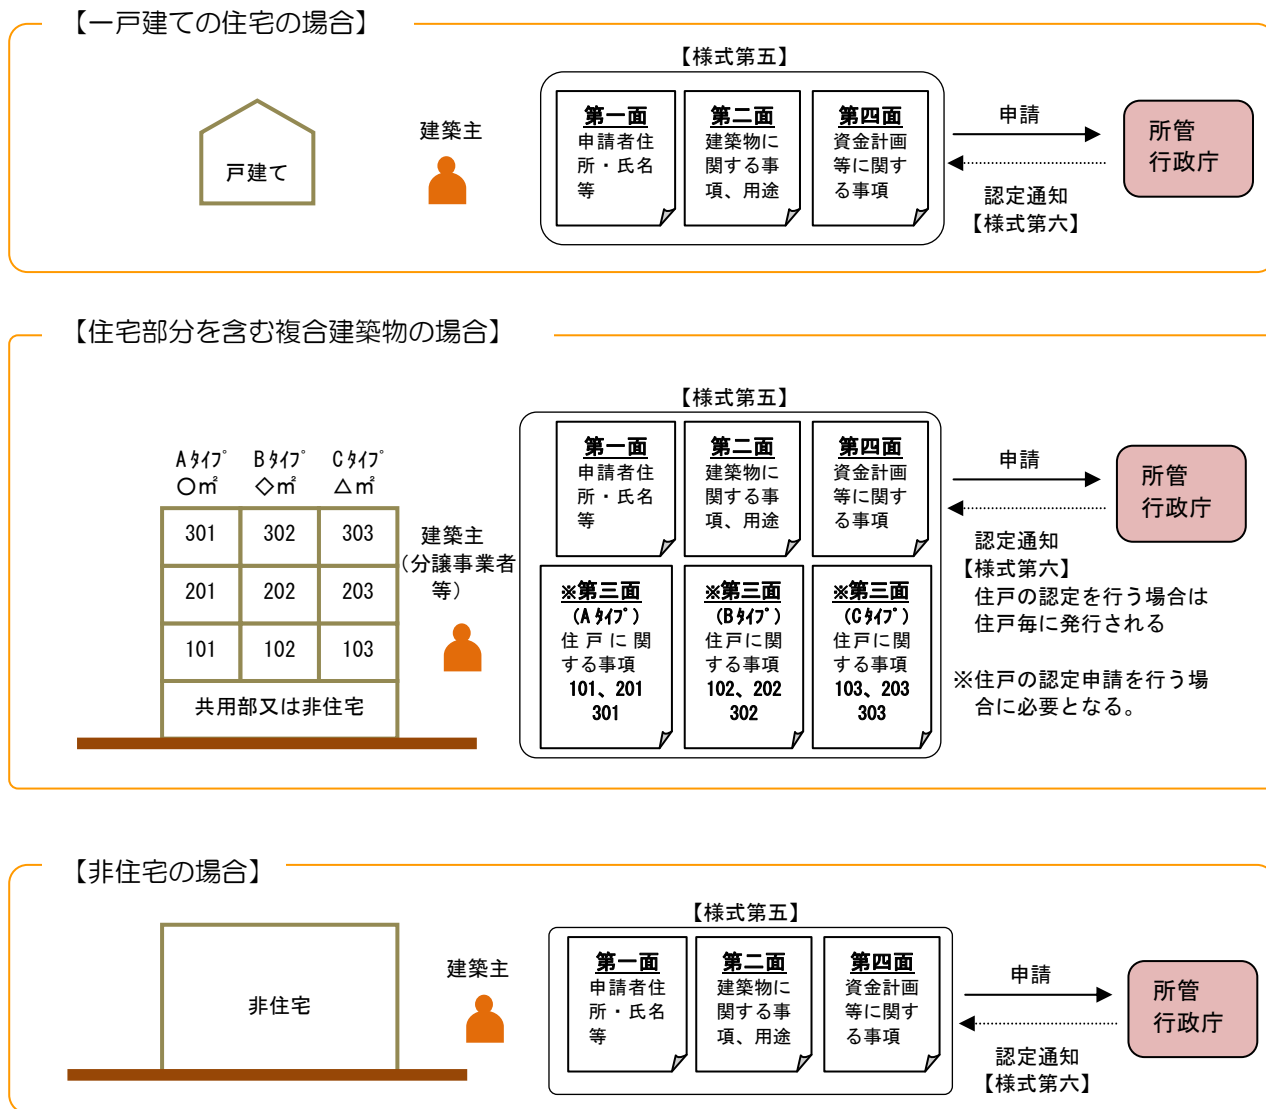 【一戸建ての住宅の場合】
【様式第五】
戸建て
建築主
第一面
申請者住
所・氏名
等
第二面
建築物に
関する事
項、用途
第四面
資金計画
等に関す
る事項
申請
認定通知
【様式第六】
所管
行政庁
【住宅部分を含む複合建築物の場合】
【様式第五】
Aﾀｲﾌﾟ
○㎡
Bﾀｲﾌﾟ
◇㎡
Cﾀｲﾌﾟ
△㎡
301 302 303
201 202 203
101 102 103
共用部又は非住宅
建築主
(分譲事業者
等)
第一面
申請者住
所・氏名
等
第二面
建築物に
関する事
項、用途
第四面
資金計画
等に関す
る事項
※第三面
(Aﾀｲﾌﾟ)
住戸に関
する事項
101、201
301
※第三面
(Bﾀｲﾌﾟ)
住戸に関
する事項
102、202
302
※第三面
(Cﾀｲﾌﾟ)
住戸に関
する事項
103、203
303
申請
所管
行政庁
認定通知
【様式第六】
住戸の認定を行う場合は
住戸毎に発行される
※住戸の認定申請を行う場
合に必要となる。
【非住宅の場合】
【様式第五】
非住宅
建築主
第一面
申請者住
所・氏名
等
第二面
建築物に
関する事
項、用途
第四面
資金計画
等に関す
る事項
申請
認定通知
【様式第六】
所管
行政庁